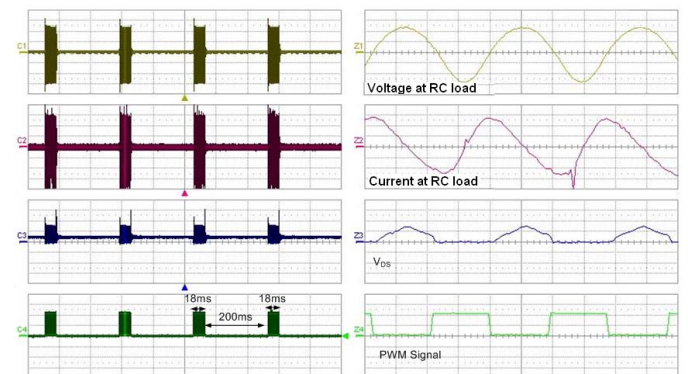 C1
Z1
Voltage at RC load
C2
Z2
Current at RC load
C3
Z3
VDS
18ms
18ms
200ms
C4
Z4
PWM Signal